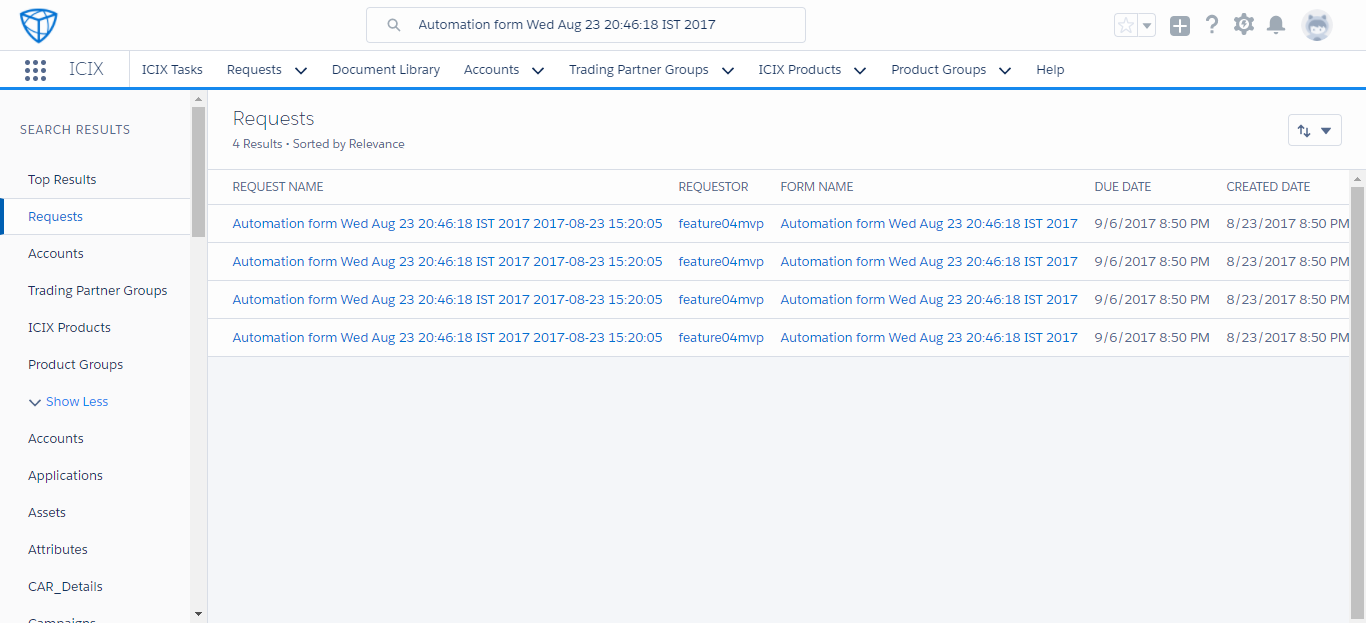 Automation form Wed Aug 23 20:46:18 IST 2017
ICIX ICIX Tasks Requests Document Library Accounts Trading Partner Groups ICIX Products Product Groups Help
SEARCH RESULTS
Top Results
Requests
Accounts
Trading Partner Groups
ICIX Products
Product Groups
Show Less
Accounts
Applications
Assets
Attributes
CAR_Details
Campaigns
Requests
4 Results • Sorted by Relevance
REQUEST NAME REQUESTOR FORM NAME DUE DATE CREATED DATE
Automation form Wed Aug 23 20:46:18 IST 2017 2017-08-23 15:20:05 feature04mvp Automation form Wed Aug 23 20:46:18 IST 2017 9/6/2017 8:50 PM 8/23/2017 8:50 PM
Automation form Wed Aug 23 20:46:18 IST 2017 2017-08-23 15:20:05 feature04mvp Automation form Wed Aug 23 20:46:18 IST 2017 9/6/2017 8:50 PM 8/23/2017 8:50 PM
Automation form Wed Aug 23 20:46:18 IST 2017 2017-08-23 15:20:05 feature04mvp Automation form Wed Aug 23 20:46:18 IST 2017 9/6/2017 8:50 PM 8/23/2017 8:50 PM
Automation form Wed Aug 23 20:46:18 IST 2017 2017-08-23 15:20:05 feature04mvp Automation form Wed Aug 23 20:46:18 IST 2017 9/6/2017 8:50 PM 8/23/2017 8:50 PM